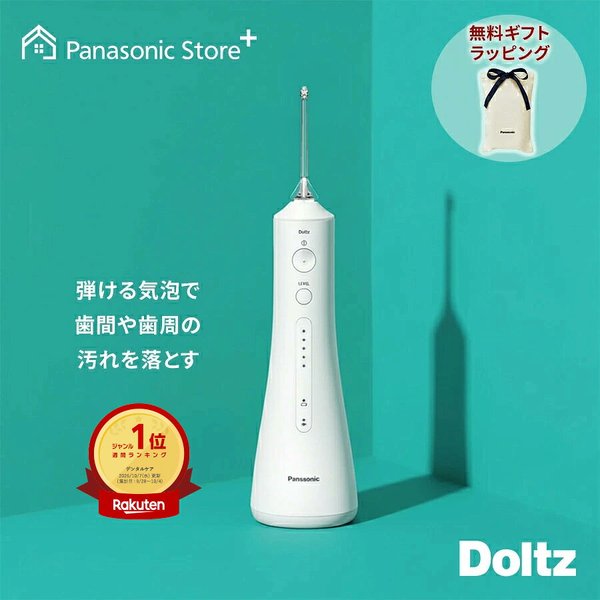 Panasonic Store+
無料ギフト
ラッピング
Panasonic
Doltz
LEVEL
弾ける気泡で
歯間や歯周の
汚れを落とす
ジャンル1位
週間ランキング
デンタルケア
Rakuten
Panssonic
Doltz